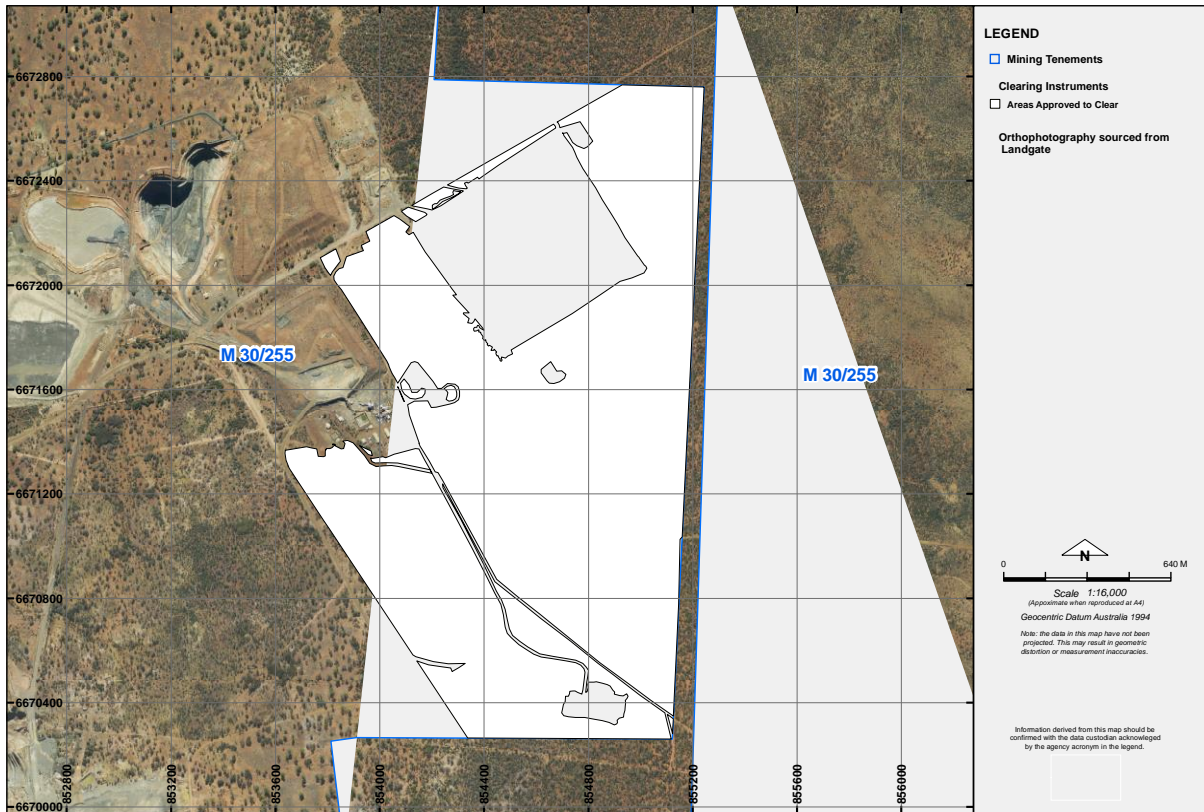 LEGEND
Mining Tenements
Clearing Instruments
Areas Approved to Clear
Orthophotography sourced from
Landgate
6672800
6672400
6672000
6671600
6671200
6670800
6670400
6670000
M 30/255
M 30/255
852800
853200
853600
854000
854400
854800
855200
855600
856000
N
0
640 M
Scale 1:16,000
(Approximate when reproduced at A4)
Geocentric Datum Australia 1994
Note: the data in this map have not been
projected. This may result in geometric
distortion or measurement inaccuracies.
Information derived from this map should be
confirmed with the data custodian acknowleged
by the agency acronym in the legend.